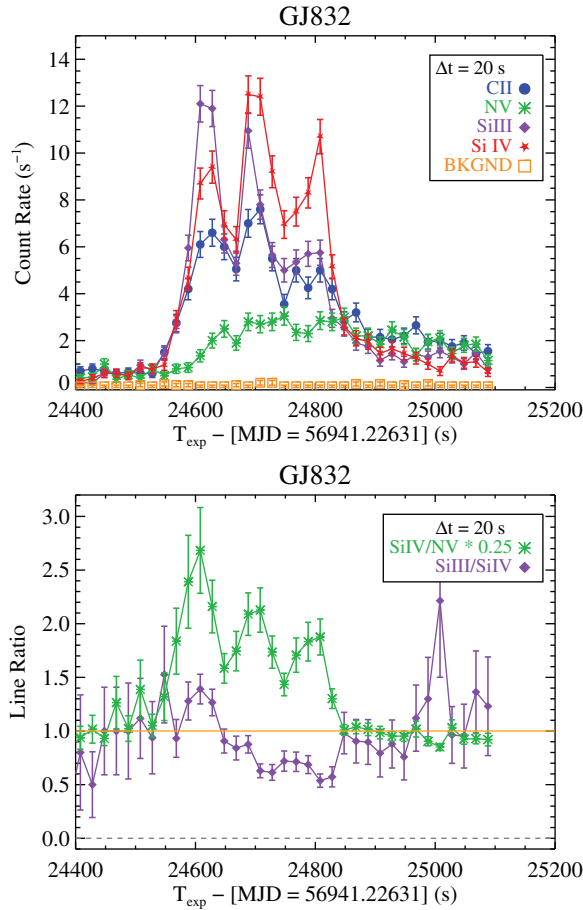 GJ832
Δt = 20 s
CII
NV
SiIII
Si IV
BKGND
Count Rate (s⁻¹)
14
12
10
8
6
4
2
0
24400 24600 24800 25000 25200
T_exp − [MJD = 56941.22631] (s)
GJ832
Δt = 20 s
SiIV/NV * 0.25
SiIII/SiIV
Line Ratio
3.0
2.5
2.0
1.5
1.0
0.5
0.0
24400 24600 24800 25000 25200
T_exp − [MJD = 56941.22631] (s)